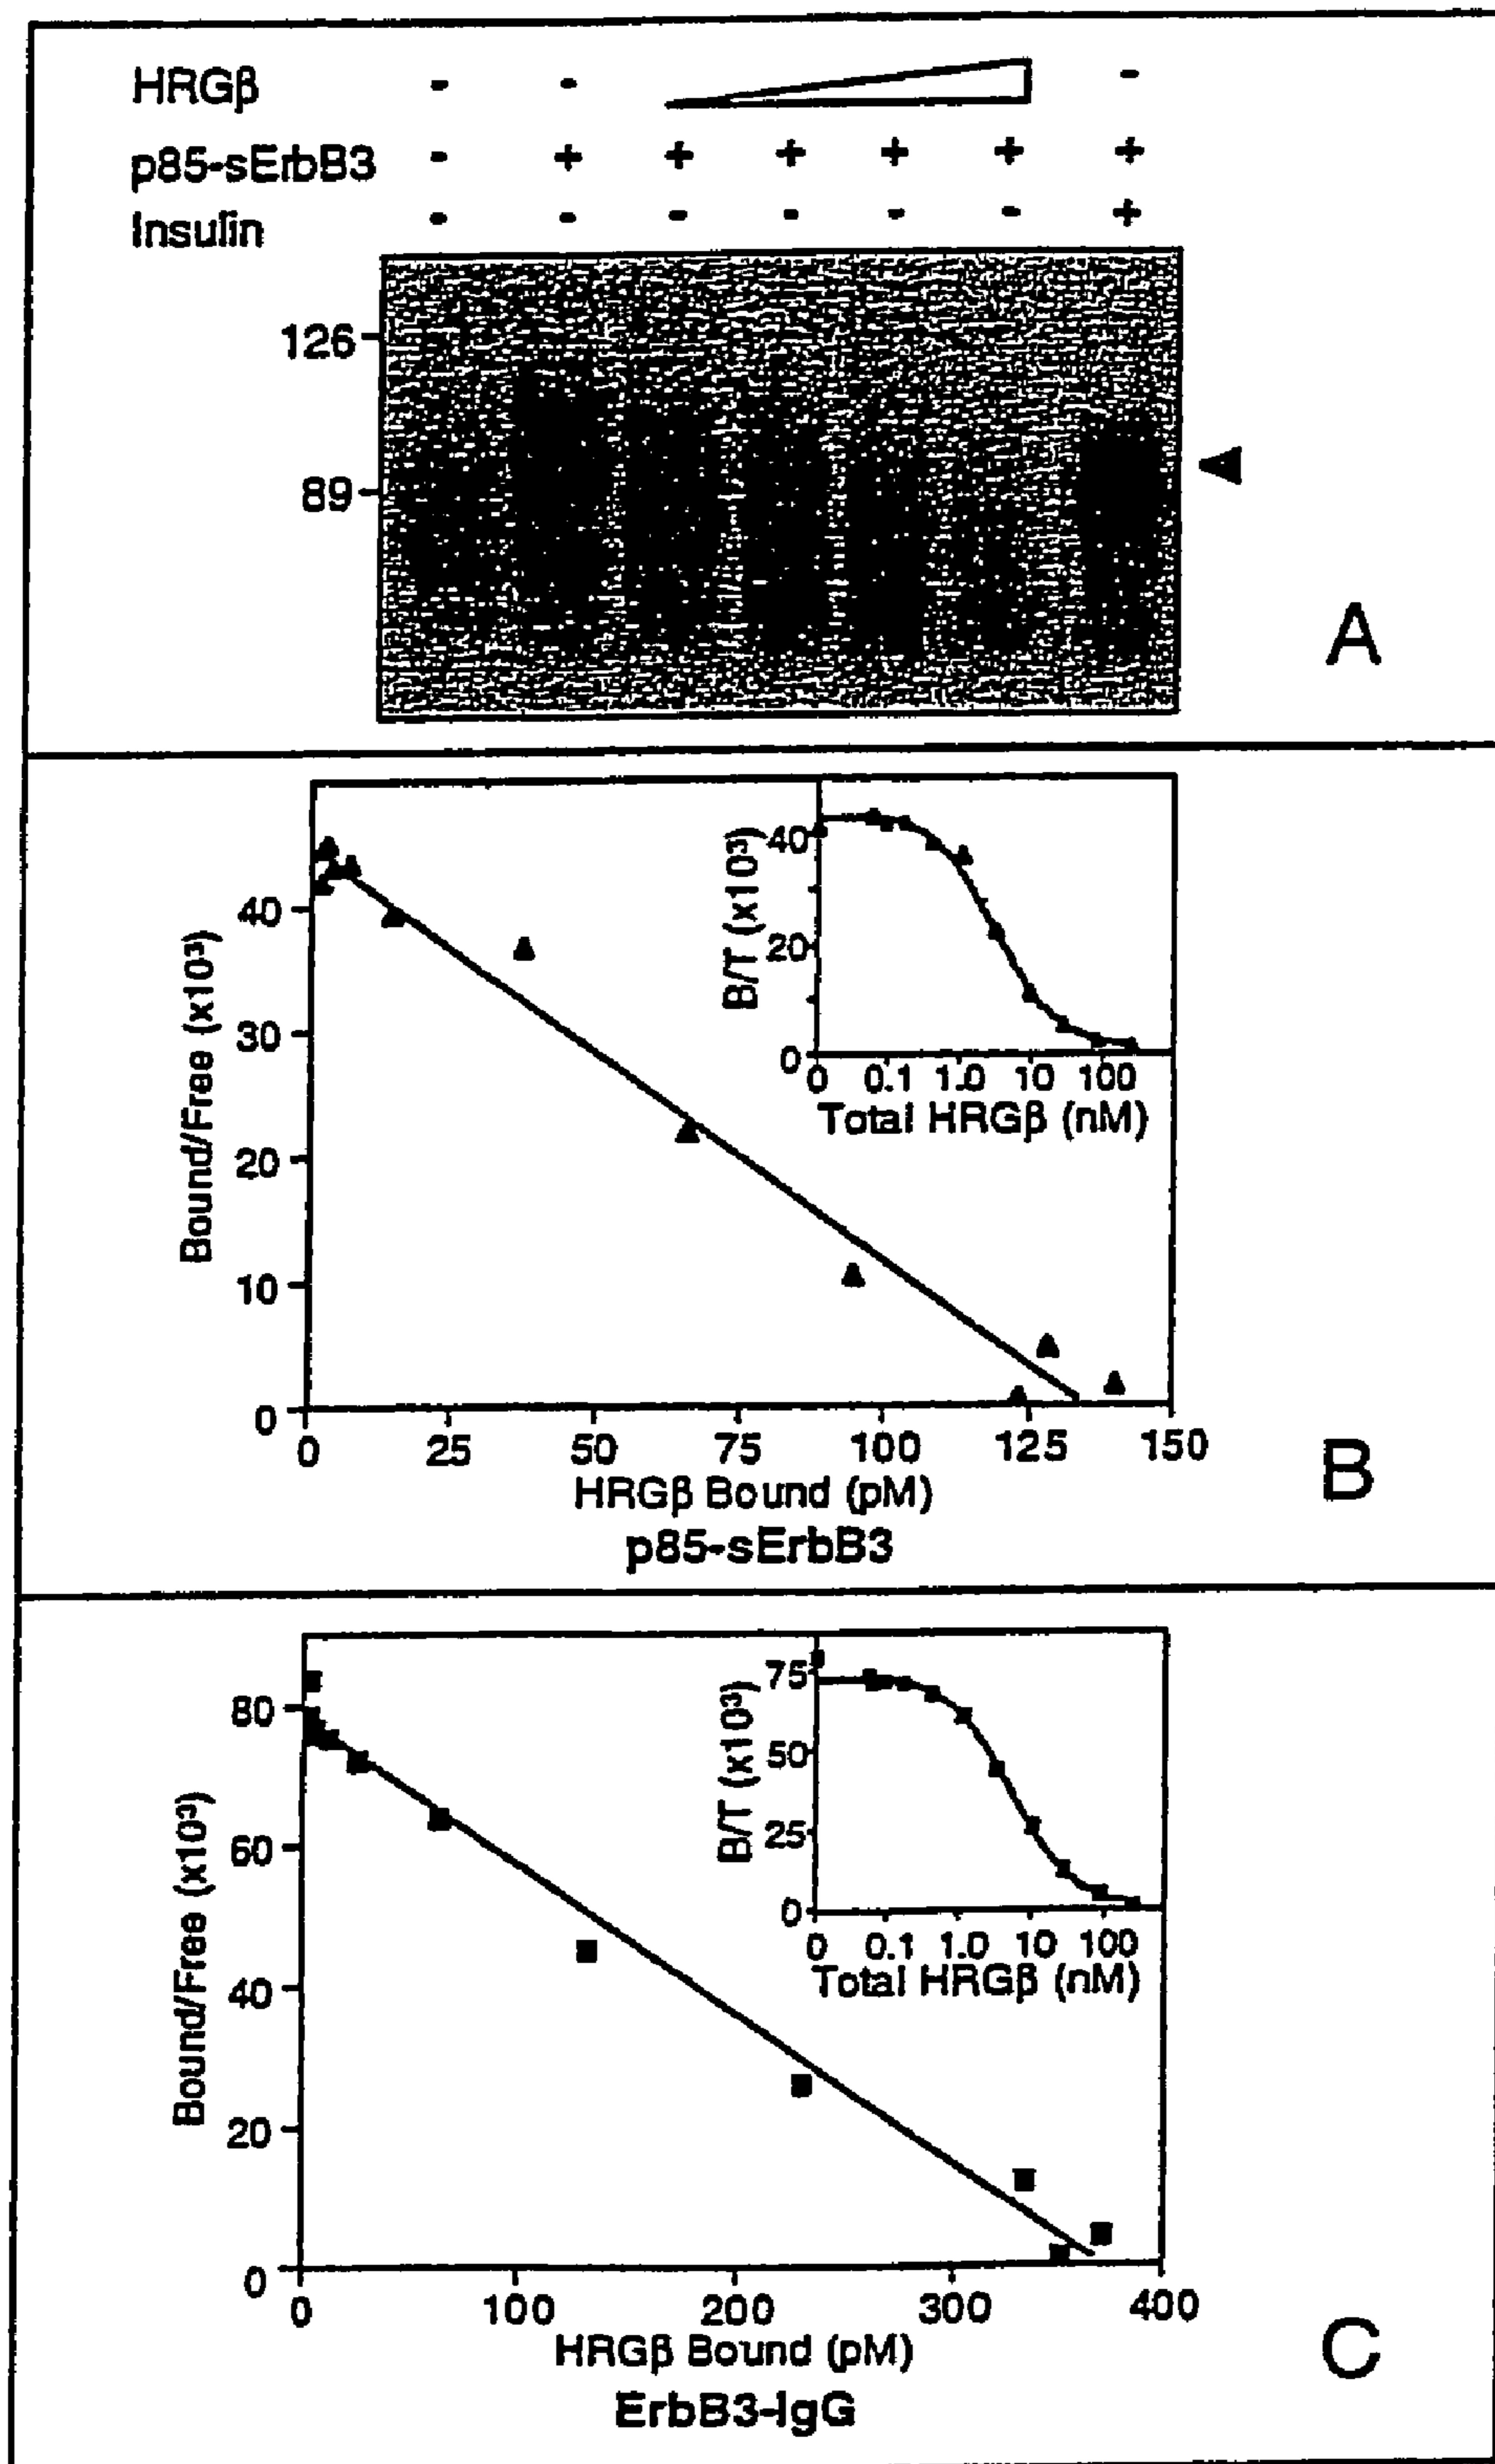 HRGβ - - -
p85-sErbB3 - + + + + + +
Insulin - - - - - - +
126
89
A
Bound/Free (x10³)
40
30
20
10
0
0 25 50 75 100 125 150
HRGβ Bound (pM)
p85-sErbB3
B/T (x10³)
40
20
0
0 0.1 1.0 10 100
Total HRGβ (nM)
B
Bound/Free (x10³)
80
60
40
20
0
0 100 200 300 400
HRGβ Bound (pM)
ErbB3-IgG
B/T (x10³)
75
50
25
0
0 0.1 1.0 10 100
Total HRGβ (nM)
C